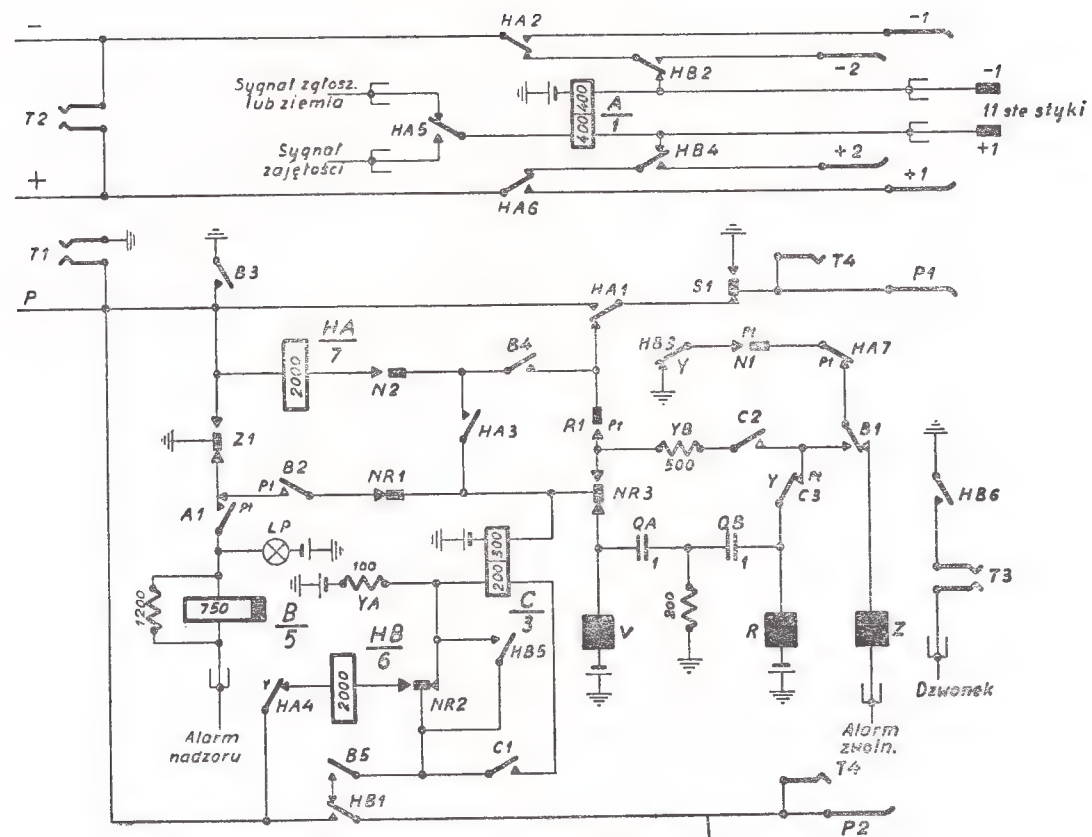 -
HA2
-1
-2
HB2
Sygnał zgłosz.
lub ziemia
T2
HA5
400 400
400
A
1
-1
11 ste styki
+1
Sygnał
zajętości
HB4
+2
+
HA6
+1
T1
B3
P
HA1
S1
T4
P1
HA
7
2000
N2
B4
HB3
Y
Pt
N1
Pt
HA7
Z1
HA3
R1
Pt
YB
500
C2
B1
B2
Pt
NR1
NR3
Y
Pt
C3
HB6
A1
Pt
LP
QA
1
QB
1
1200
750
B
5
100
YA
200 300
C
3
200
V
R
Z
T3
HB
6
HB5
Y
HA4
2000
NR2
Dzwonek
Alarm
nadzoru
B5
C1
Alarm
zwoln.
HB1
T4
P2